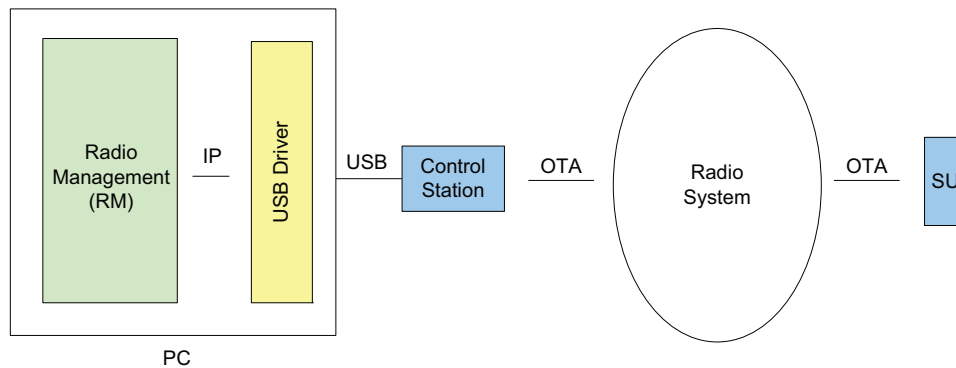 Radio
Management
(RM)
IP
USB Driver
USB
Control
Station
OTA
Radio
System
OTA
SU
PC